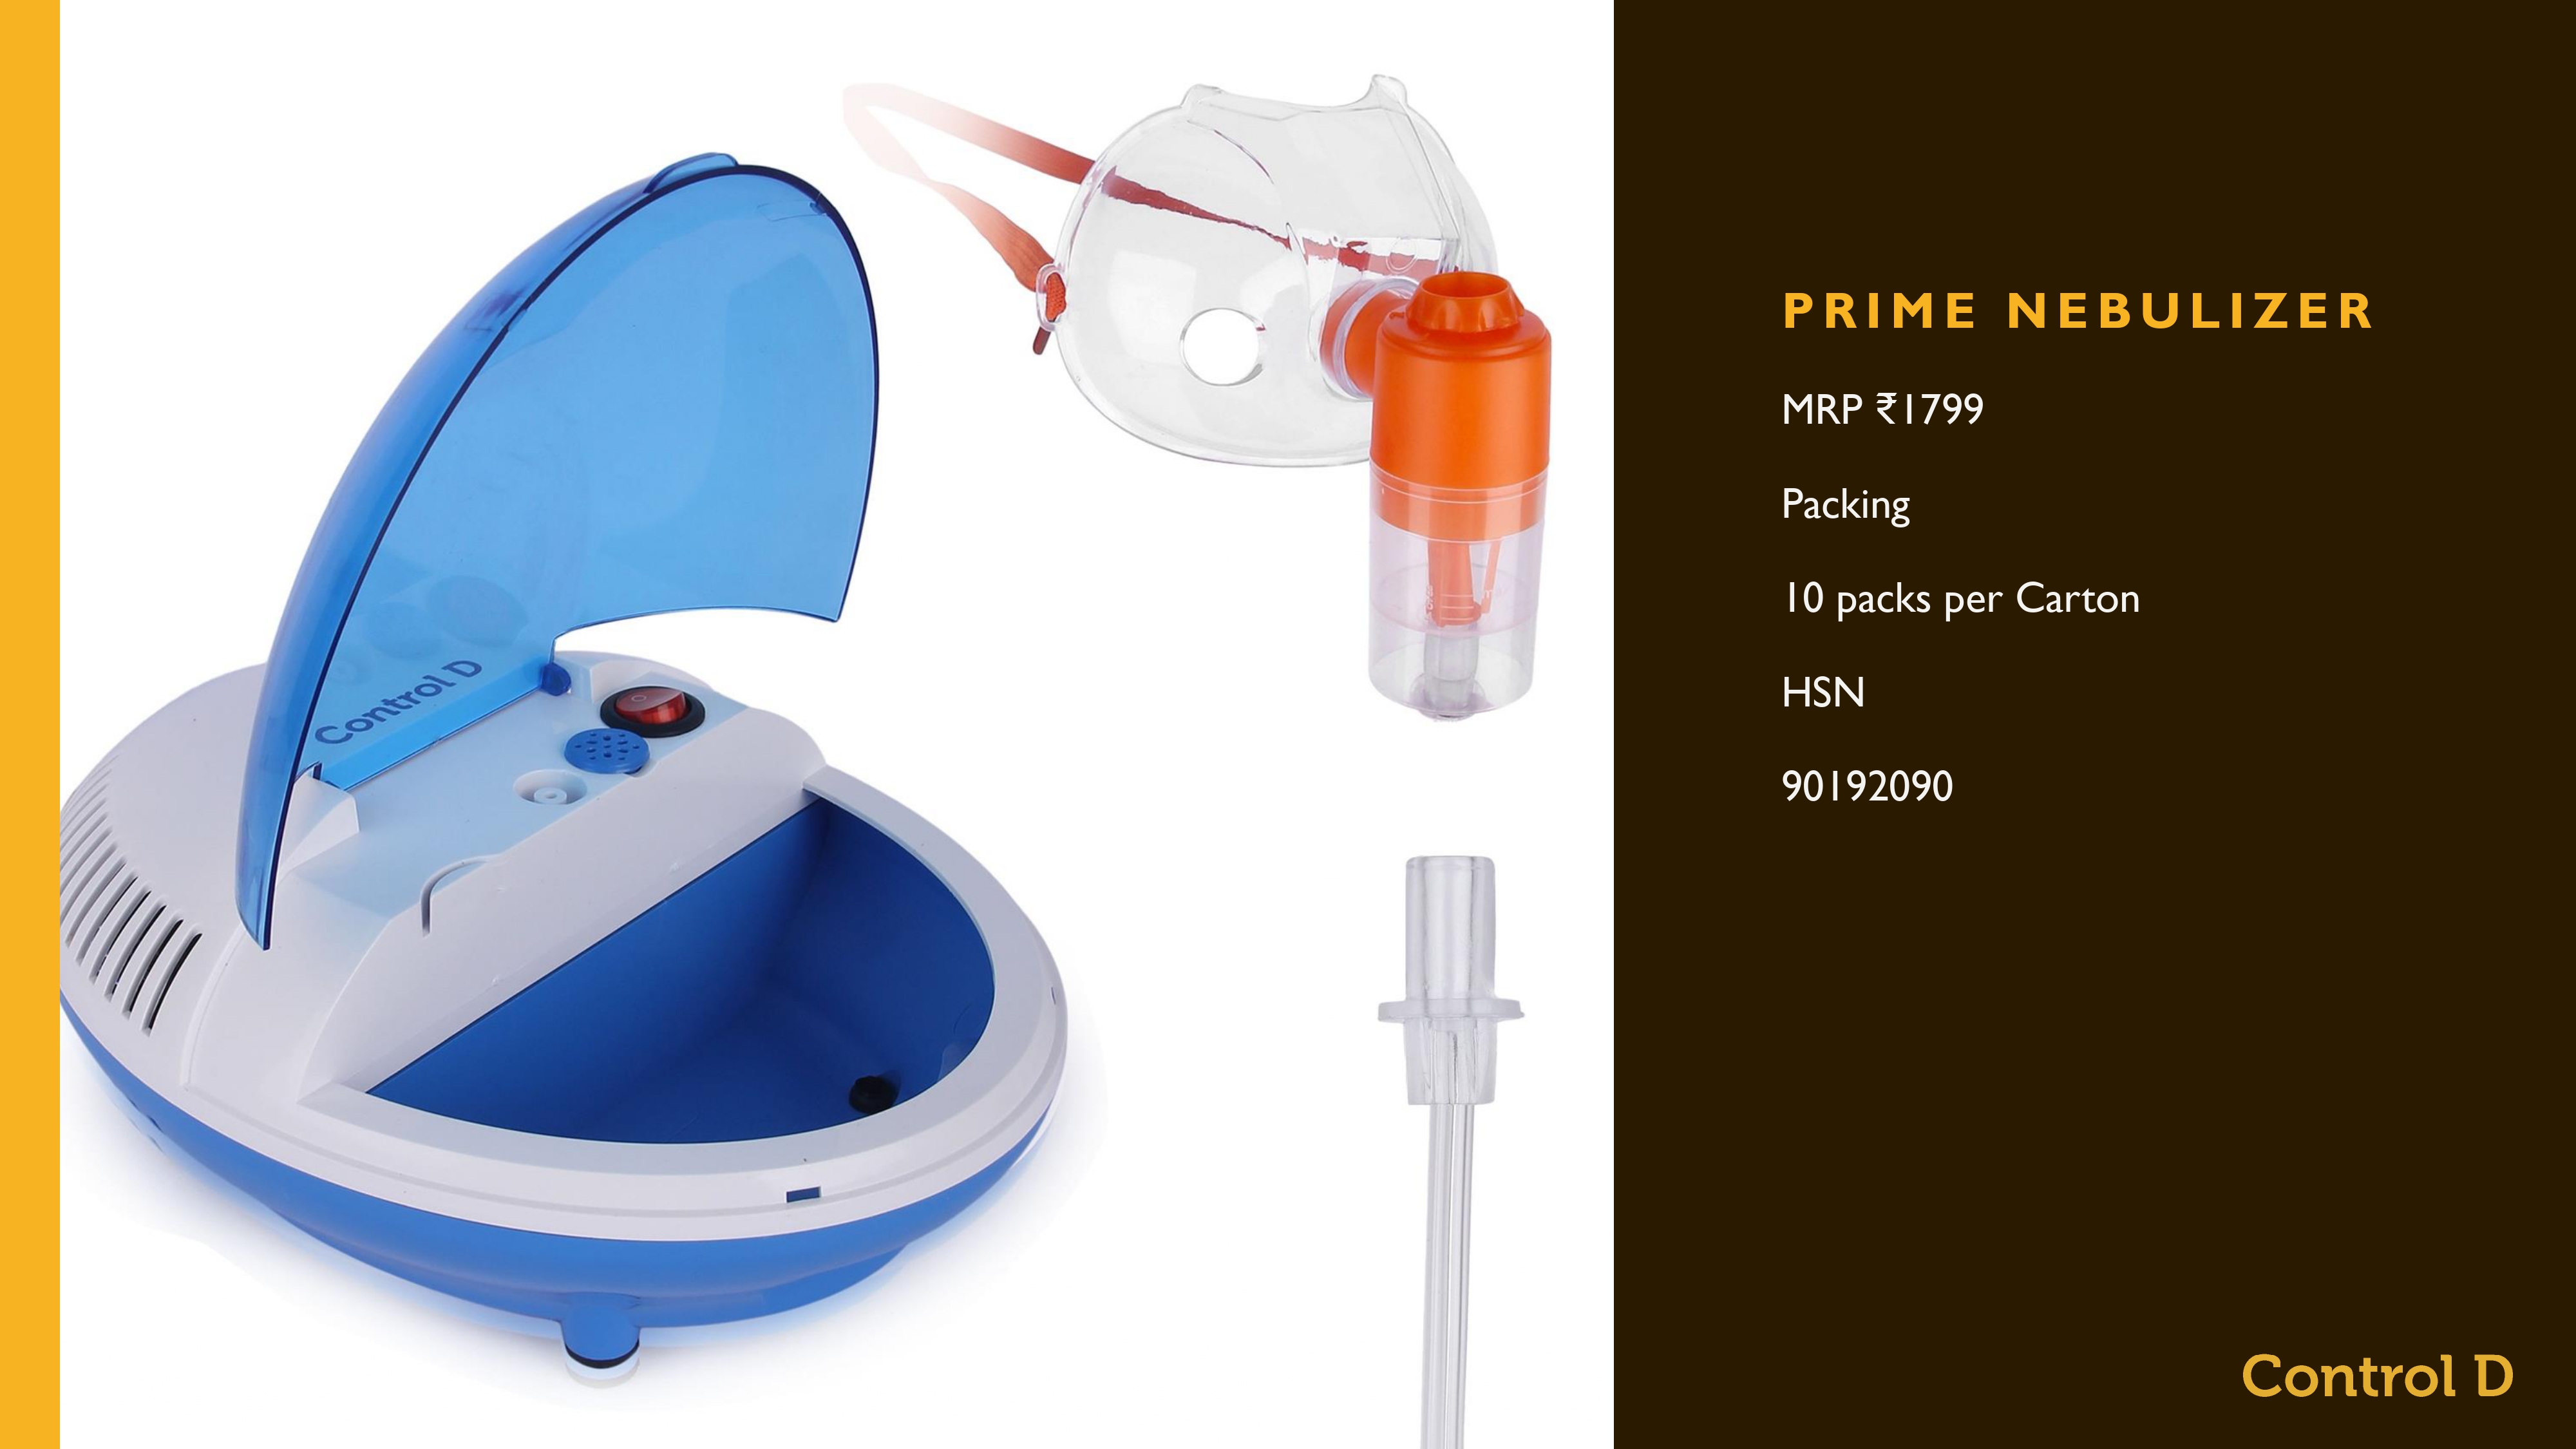 PRIME NEBULIZER
MRP ₹1799
Packing
10 packs per Carton
HSN
90192090
Control D
Control D